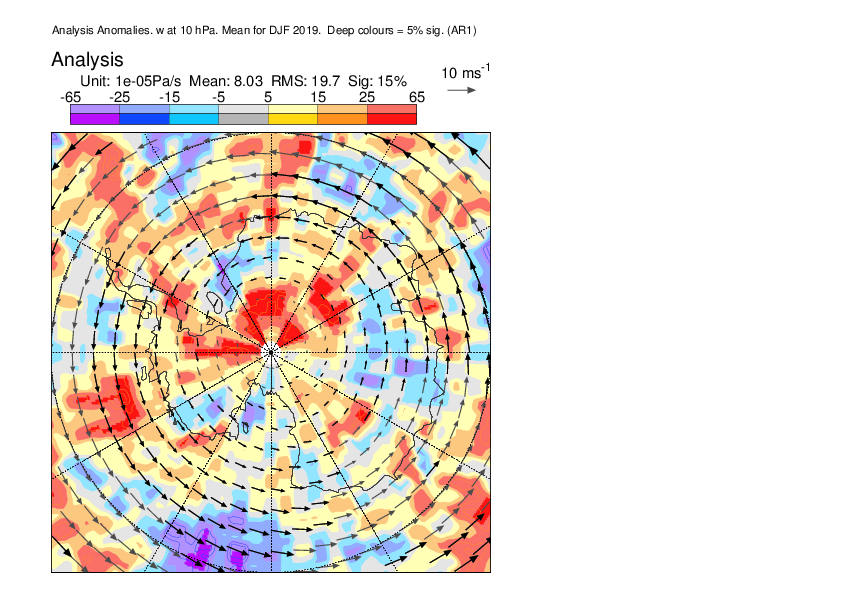 Analysis Anomalies. w at 10 hPa. Mean for DJF 2019. Deep colours = 5% sig. (AR1)
Analysis
10 ms-1
Unit: 1e-05Pa/s Mean: 8.03 RMS: 19.7 Sig: 15%
-65 -25 -15 -5 5 15 25 65